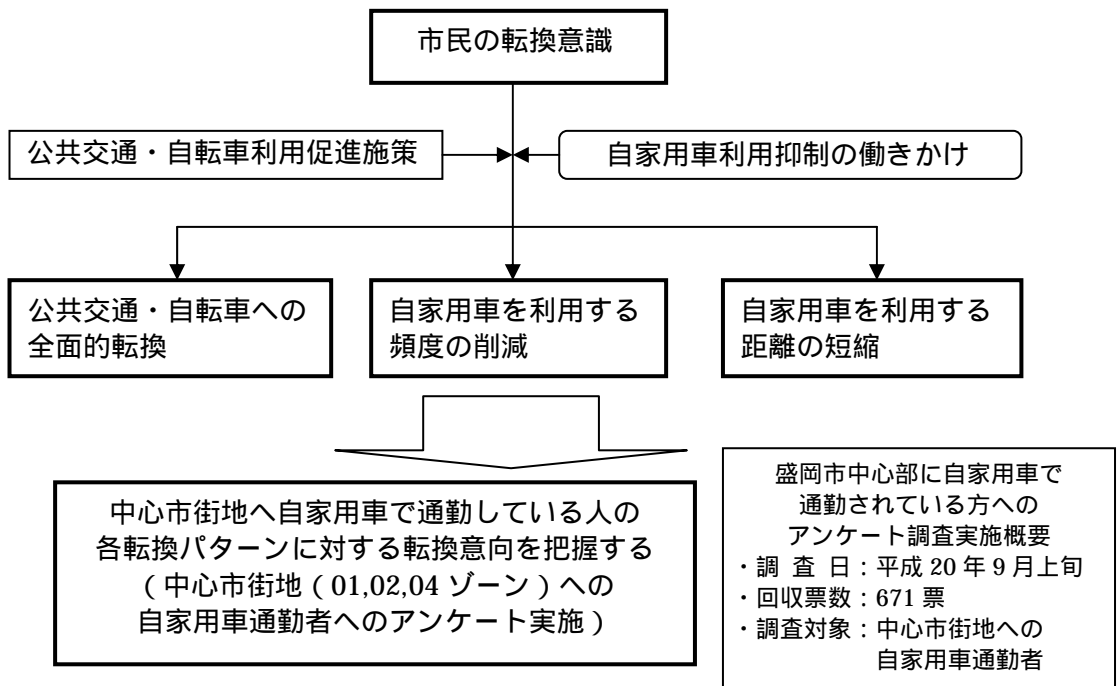 市民の転換意識
公共交通・自転車利用促進施策
自家用車利用抑制の働きかけ
公共交通・自転車への
全面的転換
自家用車を利用する
頻度の削減
自家用車を利用する
距離の短縮
中心市街地へ自家用車で通勤している人の
各転換パターンに対する転換意向を把握する
(中心市街地(01,02,04 ゾーン)への
自家用車通勤者へのアンケート実施)
盛岡市中心部に自家用車で
通勤されている方への
アンケート調査実施概要
・調 査 日:平成 20 年 9 月上旬
・回収票数:671 票
・調査対象:中心市街地への
自家用車通勤者